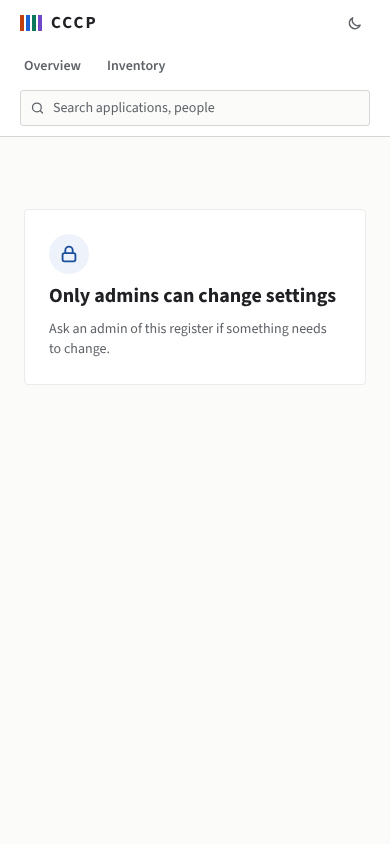 CCCP
Overview Inventory
Search applications, people
Only admins can change settings
Ask an admin of this register if something needs
to change.